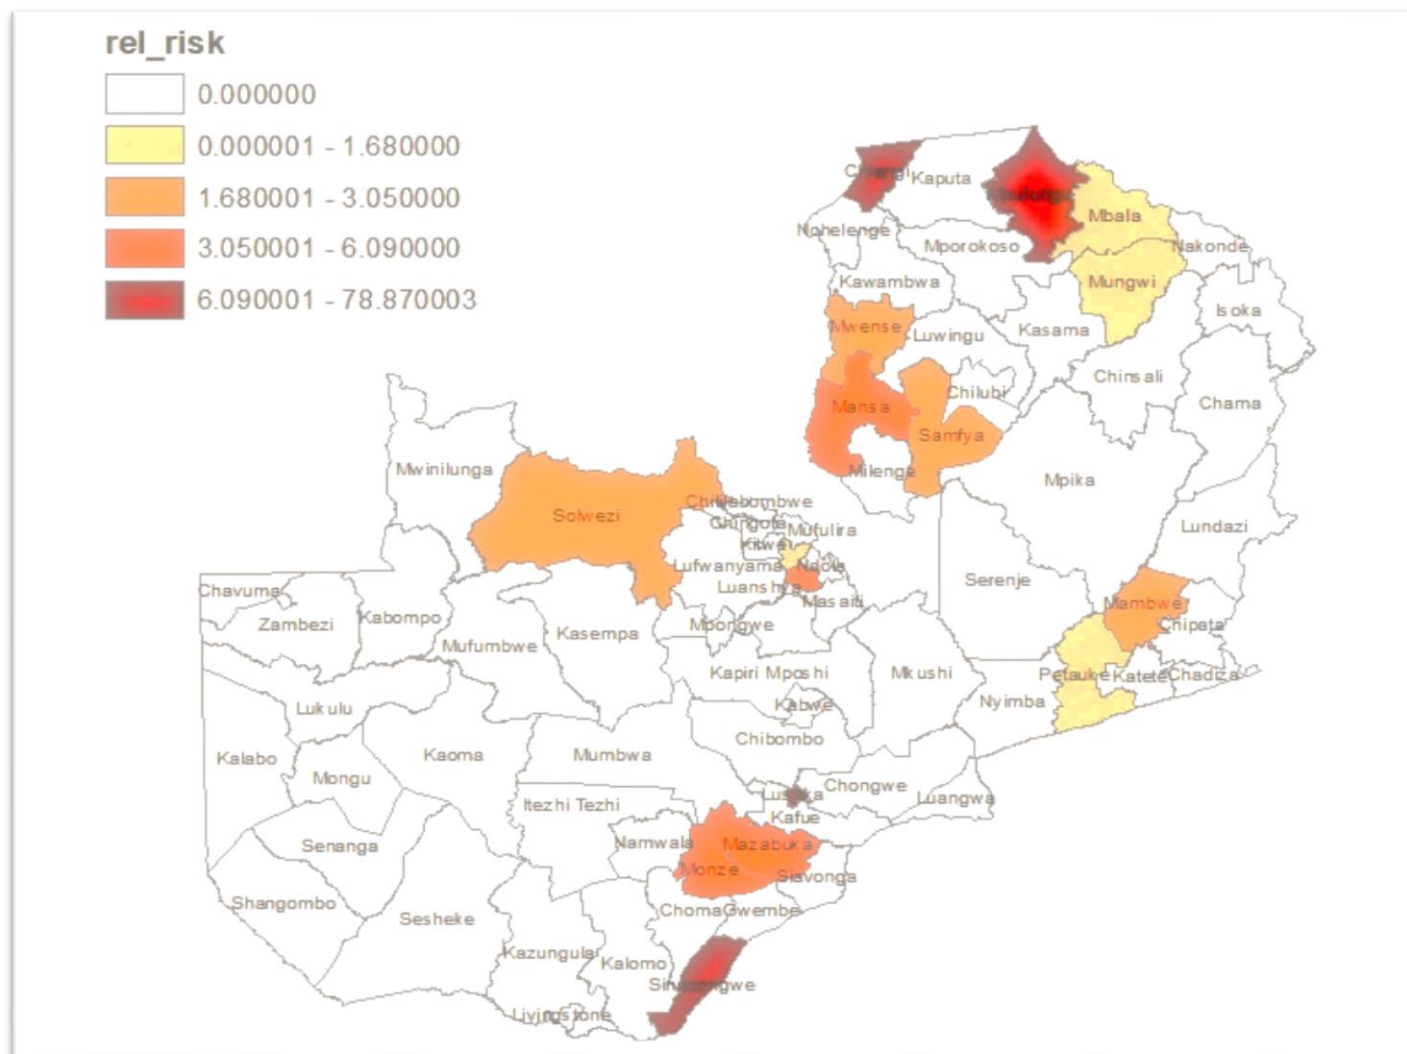 rel_risk
0.000000
0.000001 - 1.680000
1.680001 - 3.050000
3.050001 - 6.090000
6.090001 - 78.870003
Kaputa
Mbala
Nchelenge
Mporokoso
Nakonde
Kawambwa
Mungwi
Isoka
Mwense
Luwingu
Kasama
Chinsali
Chilubi
Chama
Mansa
Samfya
Mwinilunga
Milenge
Mpika
Solwezi
Mufulira
Lundazi
Lufwanyama
Ndola
Serenje
Chavuma
Luanshya
Masaiti
Mambwe
Zambezi
Kabompo
Mpongwe
Chipata
Mufumbwe
Kasempa
Kapiri Mposhi
Mkushi
Petauke
Katete
Chadiza
Lukulu
Nyimba
Kabwe
Kalabo
Kaoma
Mumbwa
Chibombo
Mongu
Chongwe
Luangwa
Itezhi Tezhi
Kafue
Senanga
Namwala
Mazabuka
Monze
Siavonga
Shangombo
Sesheke
Choma
Gwembe
Kazungula
Kalomo
Livingstone